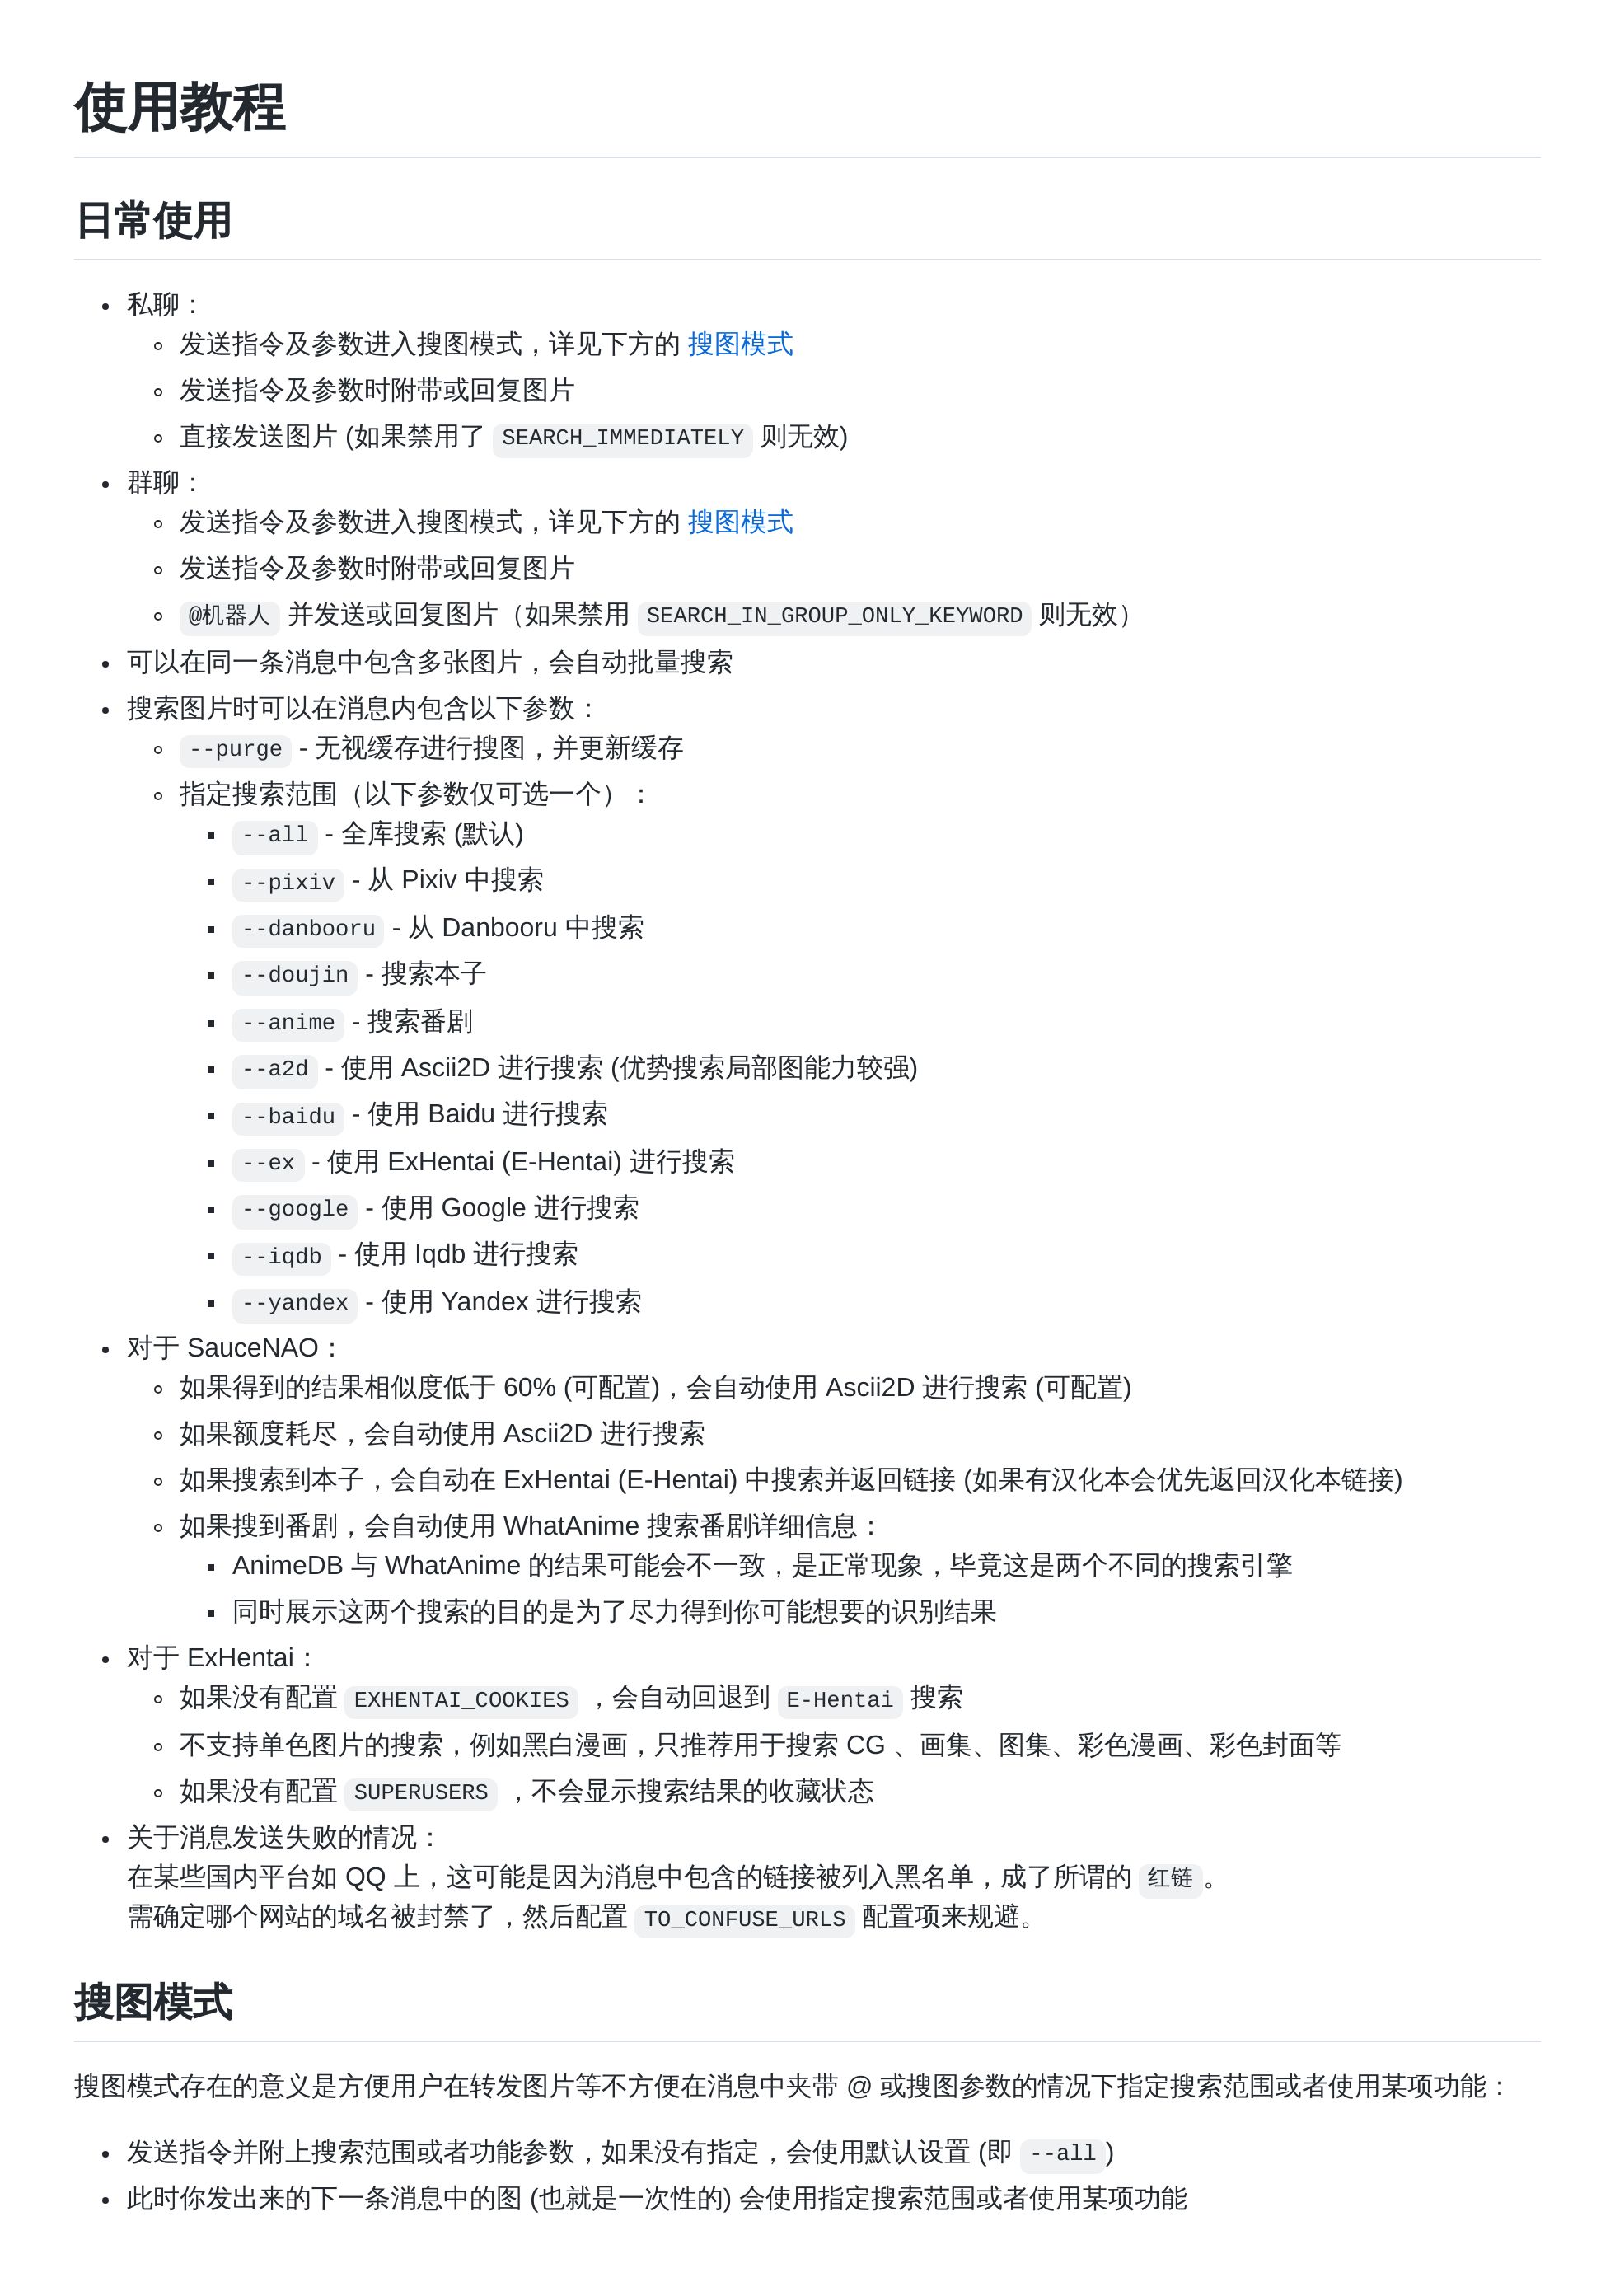 使用教程
日常使用
私聊：
发送指令及参数进入搜图模式，详见下方的 搜图模式
发送指令及参数时附带或回复图片
直接发送图片 (如果禁用了 SEARCH_IMMEDIATELY 则无效)
群聊：
发送指令及参数进入搜图模式，详见下方的 搜图模式
发送指令及参数时附带或回复图片
@机器人 并发送或回复图片（如果禁用 SEARCH_IN_GROUP_ONLY_KEYWORD 则无效）
可以在同一条消息中包含多张图片，会自动批量搜索
搜索图片时可以在消息内包含以下参数：
--purge - 无视缓存进行搜图，并更新缓存
指定搜索范围（以下参数仅可选一个）：
--all - 全库搜索 (默认)
--pixiv - 从 Pixiv 中搜索
--danbooru - 从 Danbooru 中搜索
--doujin - 搜索本子
--anime - 搜索番剧
--a2d - 使用 Ascii2D 进行搜索 (优势搜索局部图能力较强)
--baidu - 使用 Baidu 进行搜索
--ex - 使用 ExHentai (E-Hentai) 进行搜索
--google - 使用 Google 进行搜索
--iqdb - 使用 Iqdb 进行搜索
--yandex - 使用 Yandex 进行搜索
对于 SauceNAO：
如果得到的结果相似度低于 60% (可配置)，会自动使用 Ascii2D 进行搜索 (可配置)
如果额度耗尽，会自动使用 Ascii2D 进行搜索
如果搜索到本子，会自动在 ExHentai (E-Hentai) 中搜索并返回链接 (如果有汉化本会优先返回汉化本链接)
如果搜到番剧，会自动使用 WhatAnime 搜索番剧详细信息：
AnimeDB 与 WhatAnime 的结果可能会不一致，是正常现象，毕竟这是两个不同的搜索引擎
同时展示这两个搜索的目的是为了尽力得到你可能想要的识别结果
对于 ExHentai：
如果没有配置 EXHENTAI_COOKIES ，会自动回退到 E-Hentai 搜索
不支持单色图片的搜索，例如黑白漫画，只推荐用于搜索 CG 、画集、图集、彩色漫画、彩色封面等
如果没有配置 SUPERUSERS ，不会显示搜索结果的收藏状态
关于消息发送失败的情况：
在某些国内平台如 QQ 上，这可能是因为消息中包含的链接被列入黑名单，成了所谓的 红链 。
需确定哪个网站的域名被封禁了，然后配置 TO_CONFUSE_URLS 配置项来规避。
搜图模式
搜图模式存在的意义是方便用户在转发图片等不方便在消息中夹带 @ 或搜图参数的情况下指定搜索范围或者使用某项功能：
发送指令并附上搜索范围或者功能参数，如果没有指定，会使用默认设置 (即 --all )
此时你发出来的下一条消息中的图 (也就是一次性的) 会使用指定搜索范围或者使用某项功能